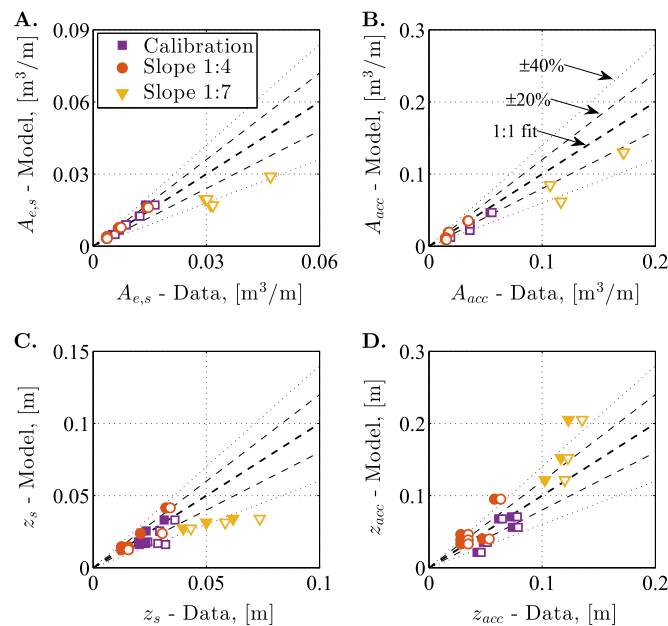 A.
0.09
0.06
0.03
0
0
0.03
0.06
A_{e,s} - Model, [m³/m]
A_{e,s} - Data, [m³/m]
Calibration
Slope 1:4
Slope 1:7
B.
0.3
0.2
0.1
0
0
0.1
0.2
A_{acc} - Model, [m³/m]
A_{acc} - Data, [m³/m]
±40%
±20%
1:1 fit
C.
0.15
0.1
0.05
0
0
0.05
0.1
z_s - Model, [m]
z_s - Data, [m]
D.
0.3
0.2
0.1
0
0
0.1
0.2
z_{acc} - Model, [m]
z_{acc} - Data, [m]